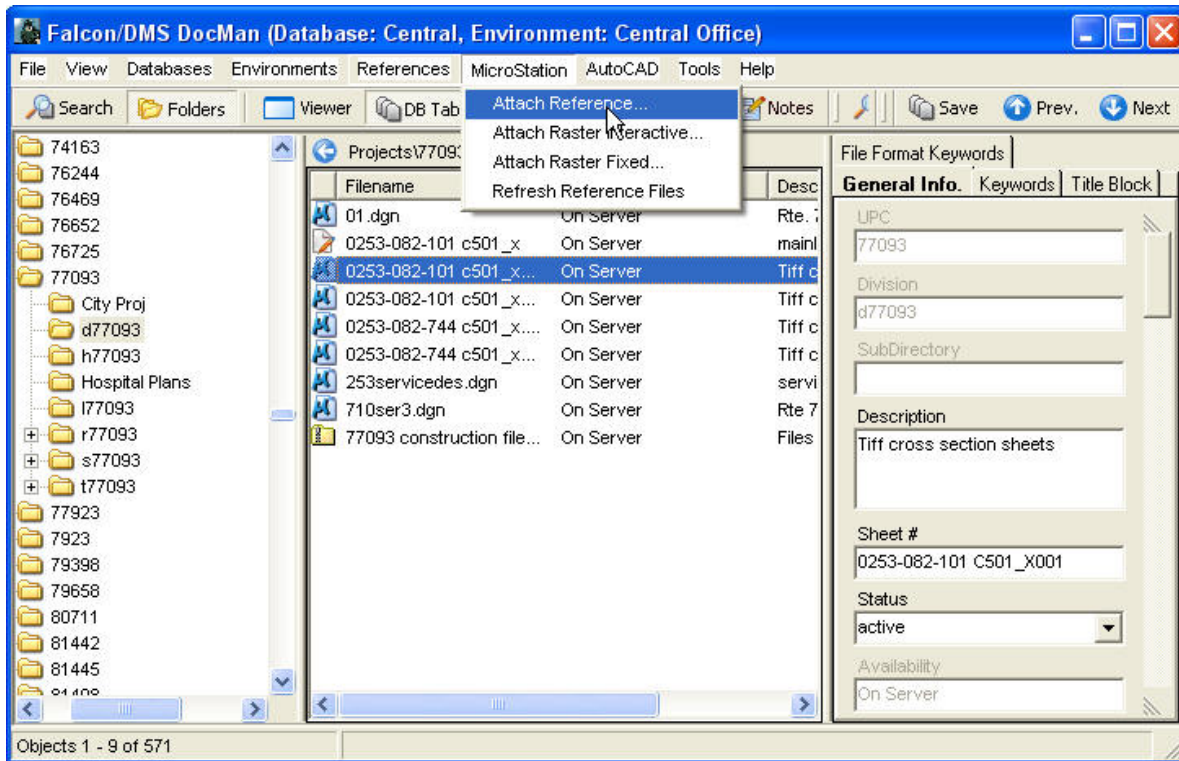 Falcon/DMS DocMan (Database: Central, Environment: Central Office)
File View Databases Environments References MicroStation AutoCAD Tools Help
Search Folders Viewer DB Tab Notes Save Prev. Next
Attach Reference...
Attach Raster Interactive...
Attach Raster Fixed...
Refresh Reference Files
74163
76244
76469
76652
76725
77093
City Proj
d77093
h77093
Hospital Plans
l77093
r77093
s77093
t77093
77923
7923
79398
79658
80711
81442
81445
Projects\7709
Filename Desc
01.dgn On Server Rte.
0253-082-101 c501_x On Server mainl
0253-082-101 c501_x... On Server Tiff c
0253-082-101 c501_x... On Server Tiff c
0253-082-744 c501_x.... On Server Tiff c
0253-082-744 c501_x... On Server Tiff c
253servicedes.dgn On Server servi
710ser3.dgn On Server Rte 7
77093 construction file... On Server Files
File Format Keywords
General Info. Keywords Title Block
UPC
77093
Division
d77093
SubDirectory
Description
Tiff cross section sheets
Sheet #
0253-082-101 C501_X001
Status
active
Availability
On Server
Objects 1 - 9 of 571